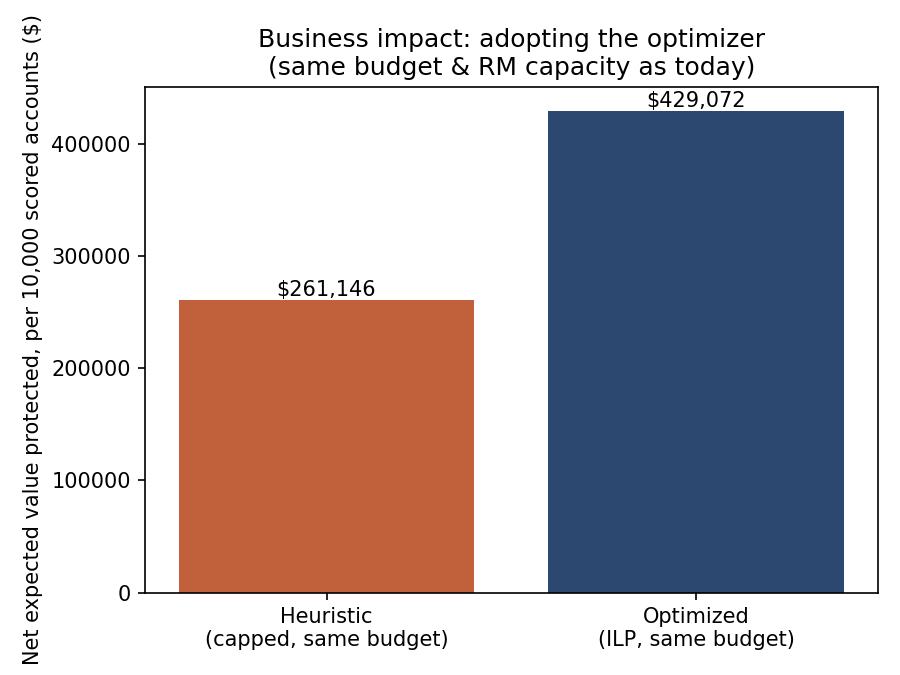 Business impact: adopting the optimizer
(same budget & RM capacity as today)
Net expected value protected, per 10,000 scored accounts ($)
400000
300000
200000
100000
0
$261,146
$429,072
Heuristic
(capped, same budget)
Optimized
(ILP, same budget)